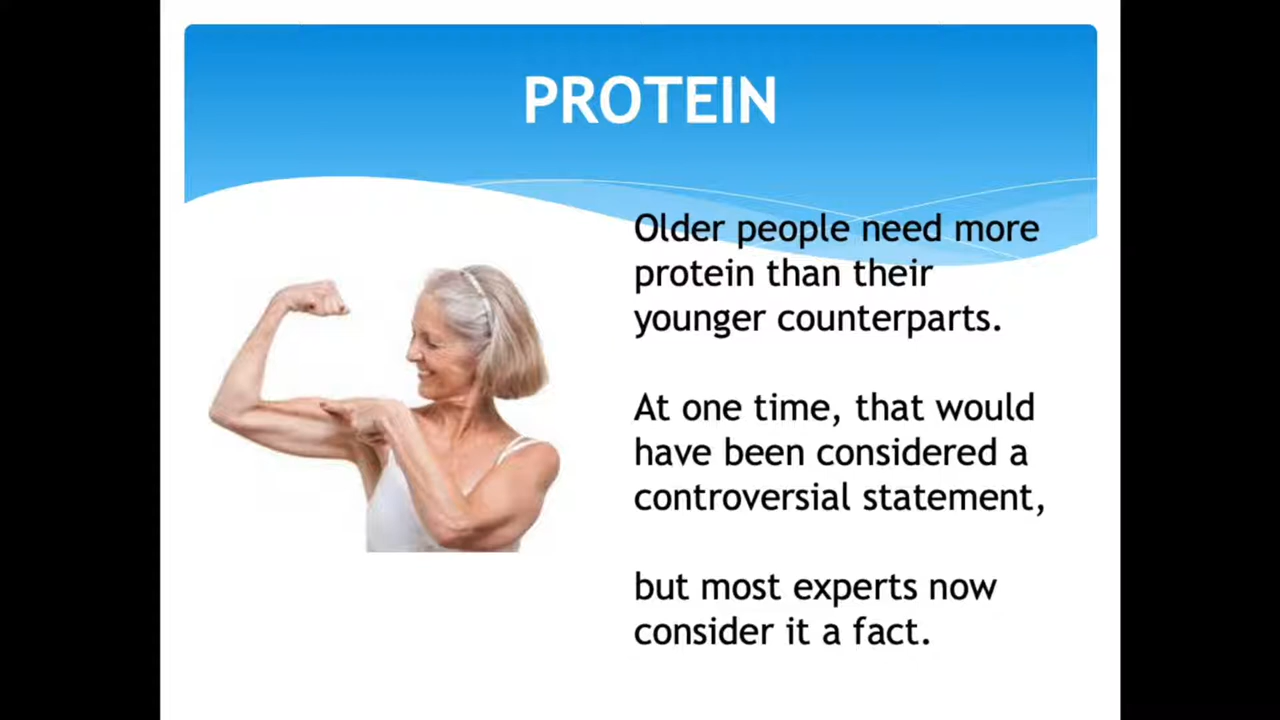 PROTEIN
Older people need more
protein than their
younger counterparts.
At one time, that would
have been considered a
controversial statement,
but most experts now
consider it a fact.